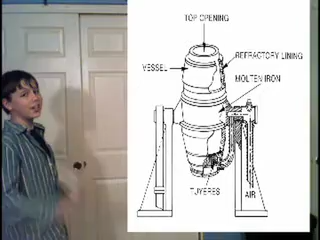 TOP OPENING
REFRACTORY LINING
VESSEL
MOLTEN IRON
TUYERES
AIR